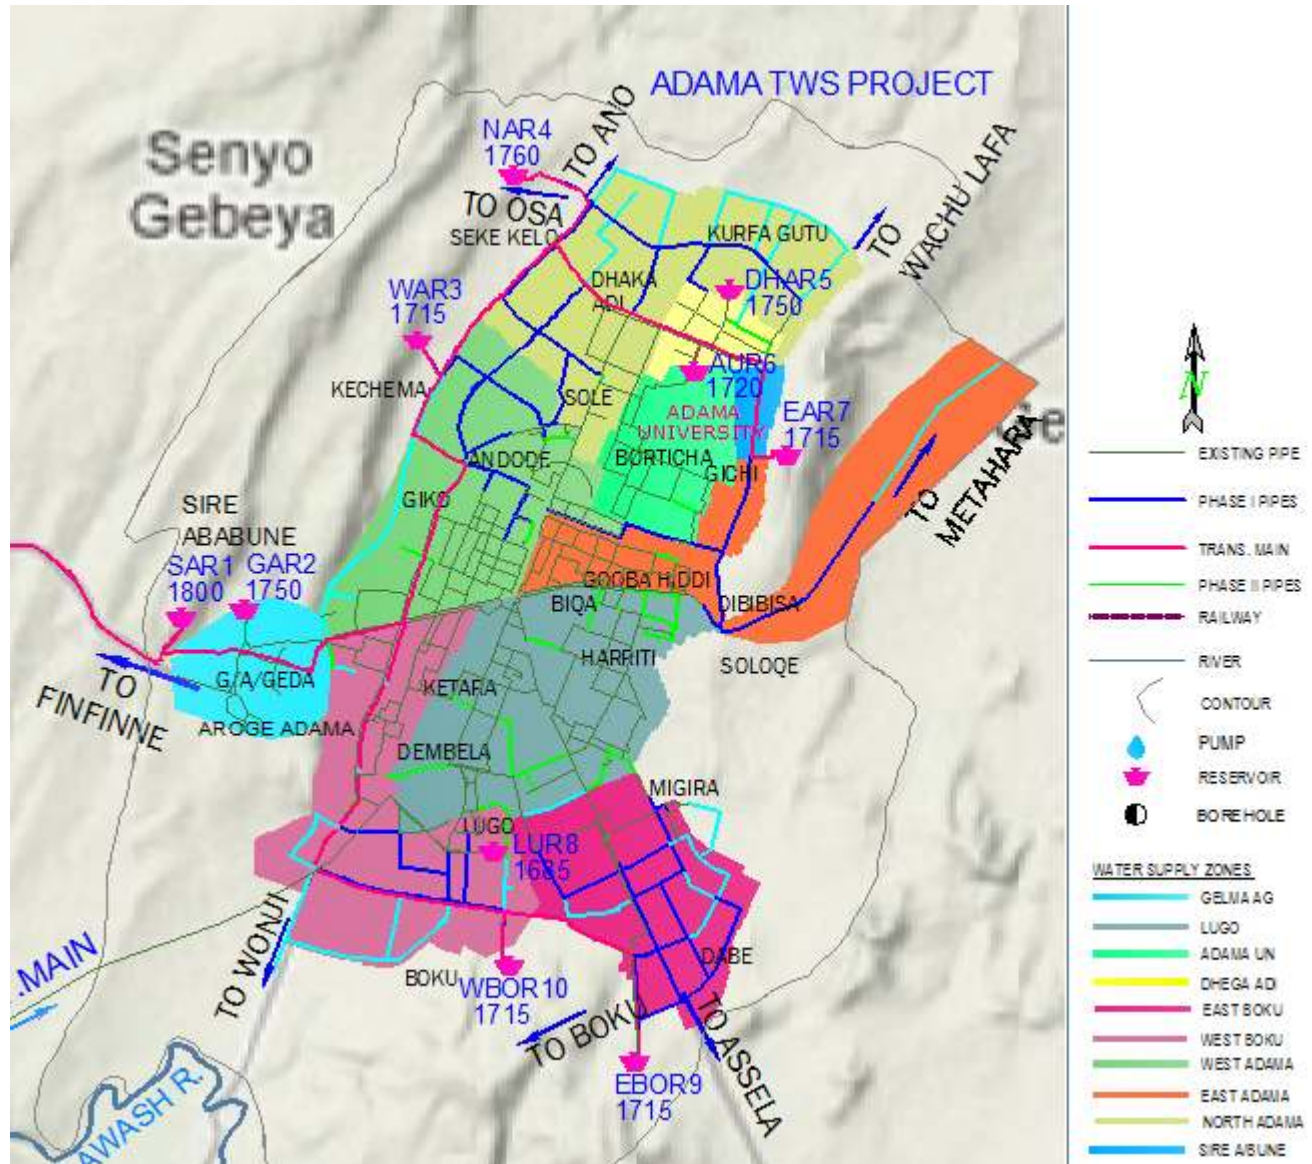 ADAMA TWS PROJECT
Senyo
Gebeya
NAR4
1760
TO ANO
TO OSA
SEKE KELO
KURFA GUTU
TO
WACHU LAFA
DHAKA
ADI
DHAR5
1750
WAR3
1715
KECHEMA
SOLE
AUR6
1720
ADAMA
UNIVERSITY
EAR7
1715
ANDODE
BORTICHA
GICHI
GIKO
TO
METAHARA
SIRE
ABABUNE
SAR1
1800
GAR2
1750
GOOBA HIDDI
BIQA
DIBIBISA
HARRITI
SOLOQE
G/A/GEDA
KETARA
TO
FINFINNE
AROGE ADAMA
DEMBELA
MIGIRA
LUGO
LUR8
1685
TO WONJI
.MAIN
BOKU
WBOR10
1715
DABE
TO BOKU
TO ASSELA
EBOR9
1715
AWASH R.
N
EXISTING PIPE
PHASE I PIPES
TRANS. MAIN
PHASE II PIPES
RAILWAY
RIVER
CONTOUR
PUMP
RESERVOIR
BOREHOLE
WATER SUPPLY ZONES
GELMA AG
LUGO
ADAMA UN
DHEGA ADI
EAST BOKU
WEST BOKU
WEST ADAMA
EAST ADAMA
NORTH ADAMA
SIRE A/BUNE